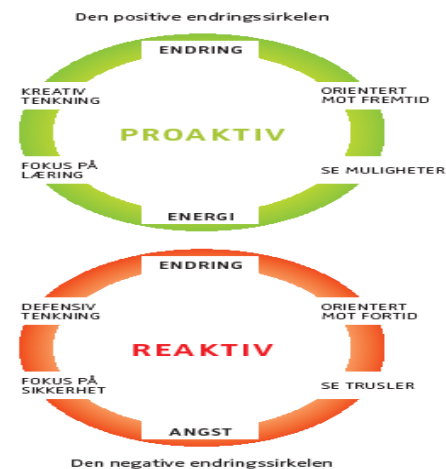 Den positive endringssirkelen
ENDRING
KREATIV
TENKNING
ORIENTERT
MOT FREMTID
PROAKTIV
FOKUS PÅ
LÆRING
SE MULIGHETER
ENERGI
ENDRING
DEFENSIV
TENKNING
ORIENTERT
MOT FORTID
REAKTIV
FOKUS PÅ
SIKKERHET
SE TRUSLER
ANGST
Den negative endringssirkelen